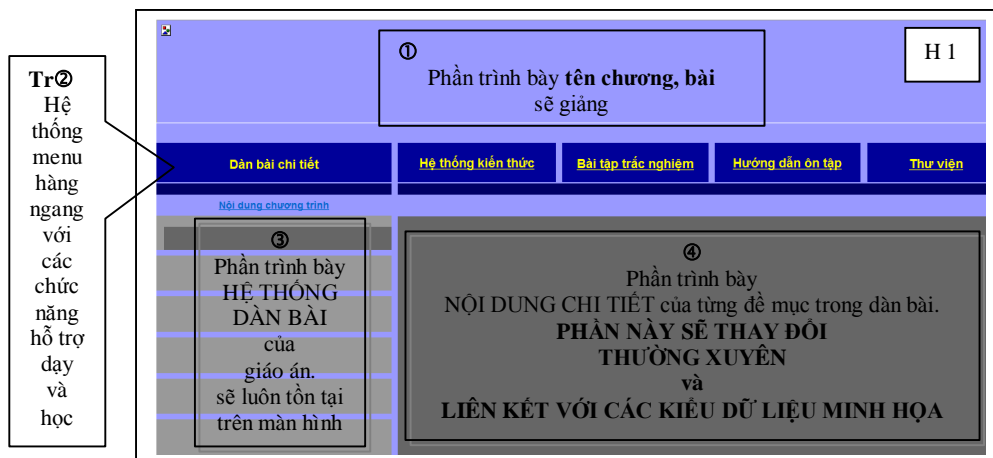 ①
Phần trình bày tên chương, bài
sẽ giảng
H 1
Tr②
Hệ
thống
menu
hàng
ngang
với
các
chức
năng
hỗ trợ
dạy
và
học
Dàn bài chi tiết
Hệ thống kiến thức
Bài tập trắc nghiệm
Hướng dẫn ôn tập
Thư viện
Nội dung chương trình
③
Phần trình bày
HỆ THỐNG
DÀN BÀI
của
giáo án.
sẽ luôn tồn tại
trên màn hình
④
Phần trình bày
NỘI DUNG CHI TIẾT của từng đề mục trong dàn bài.
PHẦN NÀY SẼ THAY ĐỔI
THƯỜNG XUYÊN
và
LIÊN KẾT VỚI CÁC KIỂU DỮ LIỆU MINH HỌA